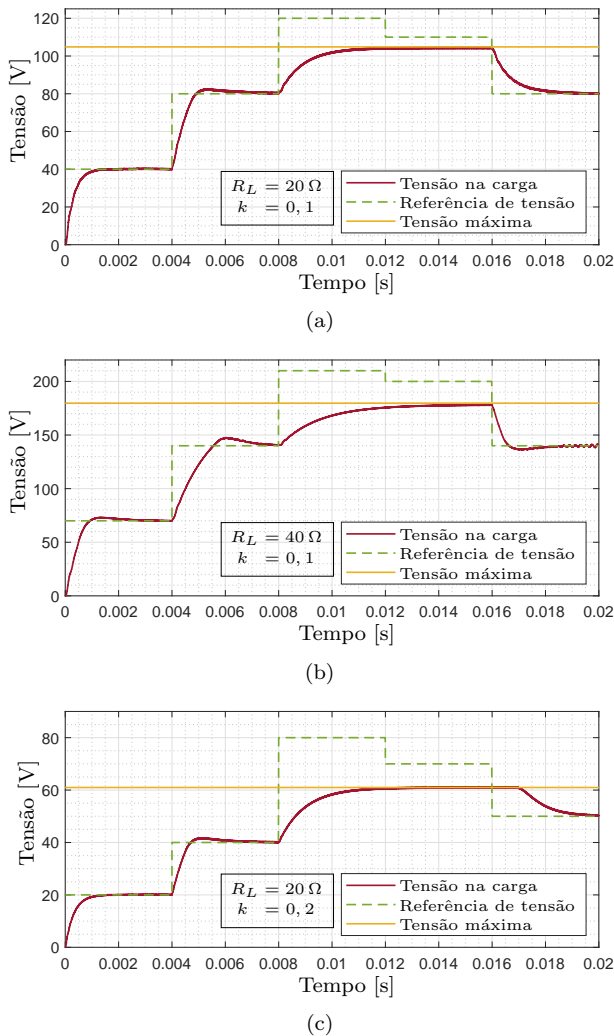 120
100
80
60
40
20
0
Tensão [V]
R_L = 20 Ω
k = 0, 1
Tensão na carga
Referência de tensão
Tensão máxima
0 0.002 0.004 0.006 0.008 0.01 0.012 0.014 0.016 0.018 0.02
Tempo [s]
(a)
200
150
100
50
0
Tensão [V]
R_L = 40 Ω
k = 0, 1
Tensão na carga
Referência de tensão
Tensão máxima
0 0.002 0.004 0.006 0.008 0.01 0.012 0.014 0.016 0.018 0.02
Tempo [s]
(b)
80
60
40
20
0
Tensão [V]
R_L = 20 Ω
k = 0, 2
Tensão na carga
Referência de tensão
Tensão máxima
0 0.002 0.004 0.006 0.008 0.01 0.012 0.014 0.016 0.018 0.02
Tempo [s]
(c)